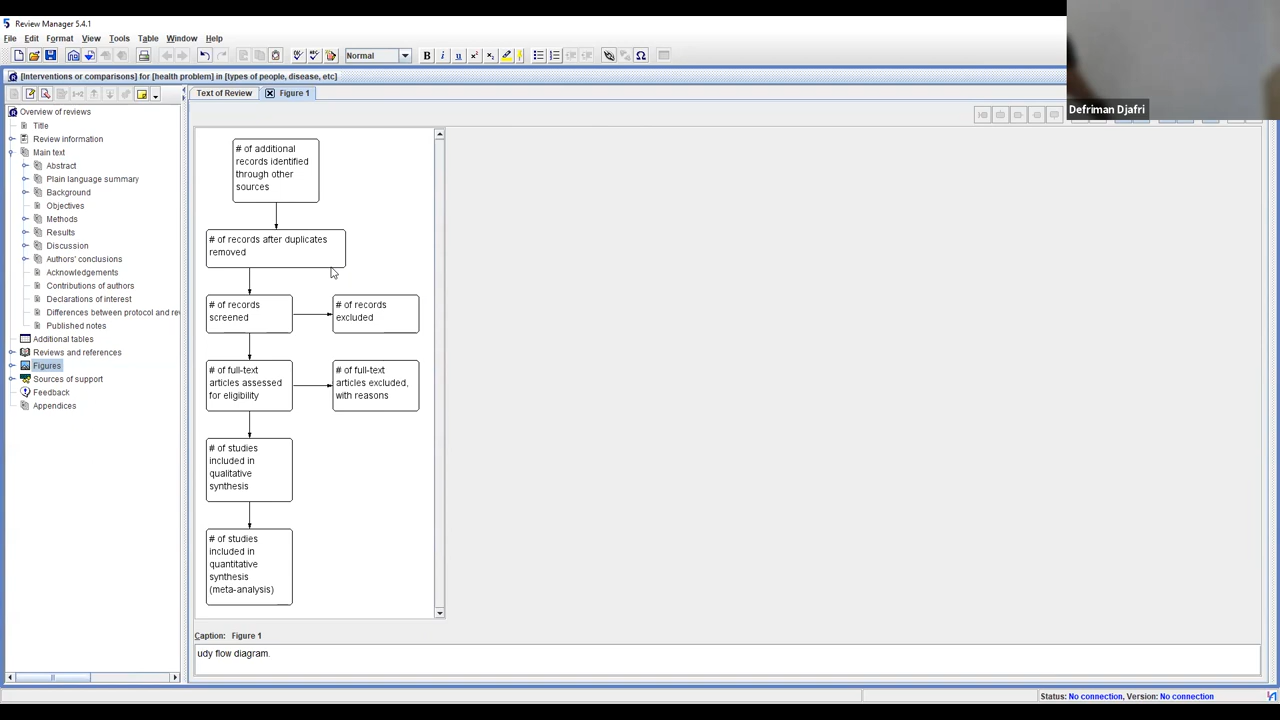 Review Manager 5.4.1
File Edit Format View Tools Table Window Help
Normal
[Interventions or comparisons] for [health problem] in [types of people, disease, etc]
Defriman Djafri
Overview of reviews
Title
Review information
Main text
Abstract
Plain language summary
Background
Objectives
Methods
Results
Discussion
Authors' conclusions
Acknowledgements
Contributions of authors
Declarations of interest
Differences between protocol and rev
Published notes
Additional tables
Reviews and references
Figures
Sources of support
Feedback
Appendices
Text of Review
Figure 1
# of additional
records identified
through other
sources
# of records after duplicates
removed
# of records
screened
# of records
excluded
# of full-text
articles assessed
for eligibility
# of full-text
articles excluded,
with reasons
# of studies
included in
qualitative
synthesis
# of studies
included in
quantitative
synthesis
(meta-analysis)
Caption: Figure 1
udy flow diagram.
Status: No connection, Version: No connection